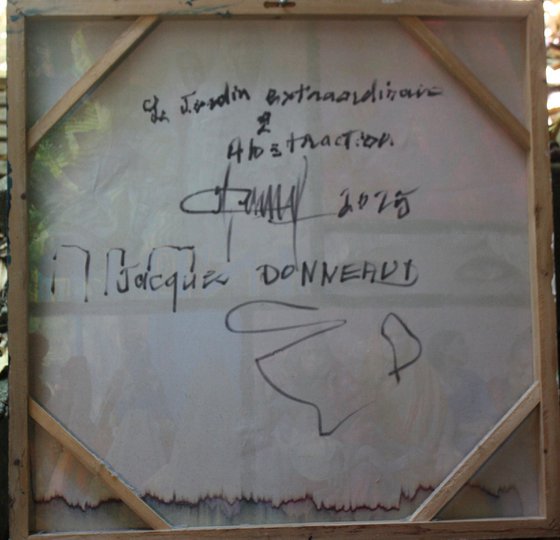 Le Jardin extraordinaire
2
Abstraction.
2025
Jacques DONNEAUD